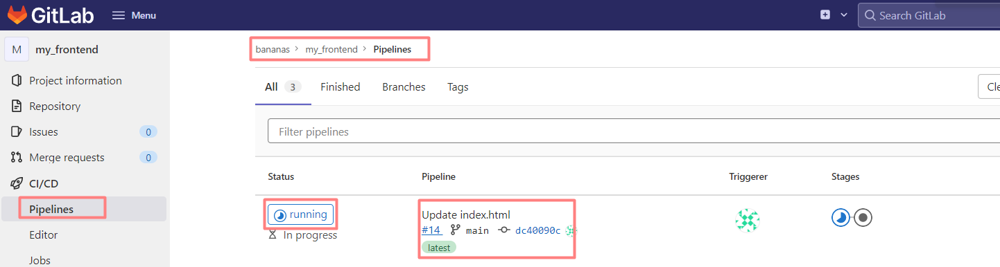 GitLab Menu Search GitLab
M my_frontend
bananas > my_frontend > Pipelines
Project information
Repository
Issues 0
Merge requests 0
CI/CD
Pipelines
Editor
Jobs
All 3 Finished Branches Tags
Filter pipelines
Status Pipeline Triggerer Stages
running
In progress
Update index.html
#14 main dc40090c
latest